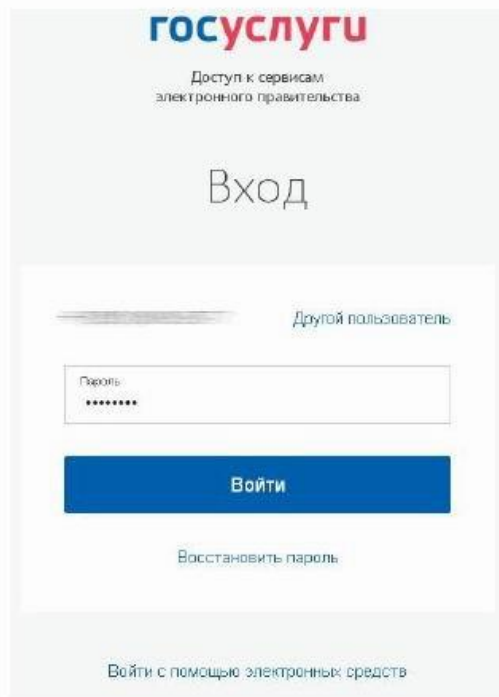 госуслуги
Доступ к сервисам
электронного правительства
Вход
Другой пользователь
Пароль
••••••••
Войти
Восстановить пароль
Войти с помощью электронных средств